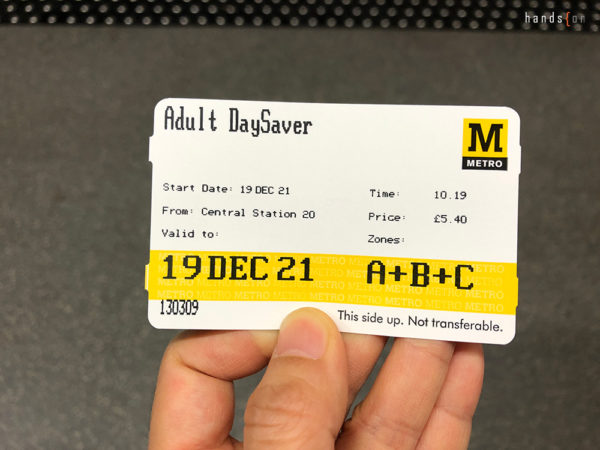 hands{on
Adult DaySaver
M
METRO
Start Date: 19 DEC 21 Time: 10.19
From: Central Station 20 Price: £5.40
Valid to: Zones:
19 DEC 21 A+B+C
130309
This side up. Not transferable.